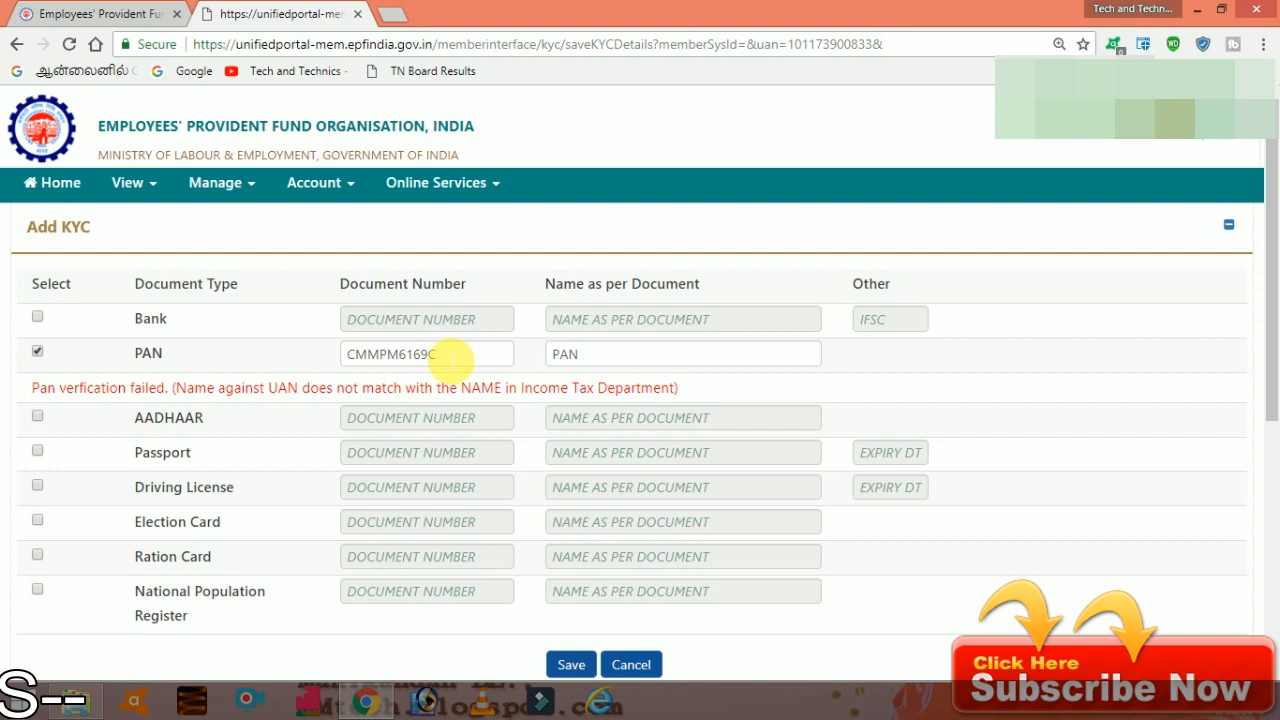 Employees' Provident Fu
https://unifiedportal-me
Tech and Techn...
Secure https://unifiedportal-mem.epfindia.gov.in/memberinterface/kyc/saveKYCDetails?memberSysId=&uan=101173900833&
ஆன்லைனில் Google Tech and Technics - TN Board Results
EMPLOYEES' PROVIDENT FUND ORGANISATION, INDIA
MINISTRY OF LABOUR & EMPLOYMENT, GOVERNMENT OF INDIA
Home View Manage Account Online Services
Add KYC
Select Document Type Document Number Name as per Document Other
Bank DOCUMENT NUMBER NAME AS PER DOCUMENT IFSC
PAN CMMPM6169C PAN
Pan verfication failed. (Name against UAN does not match with the NAME in Income Tax Department)
AADHAAR DOCUMENT NUMBER NAME AS PER DOCUMENT
Passport DOCUMENT NUMBER NAME AS PER DOCUMENT EXPIRY DT
Driving License DOCUMENT NUMBER NAME AS PER DOCUMENT EXPIRY DT
Election Card DOCUMENT NUMBER NAME AS PER DOCUMENT
Ration Card DOCUMENT NUMBER NAME AS PER DOCUMENT
National Population
Register DOCUMENT NUMBER NAME AS PER DOCUMENT
Save Cancel
Click Here
Subscribe Now
S--